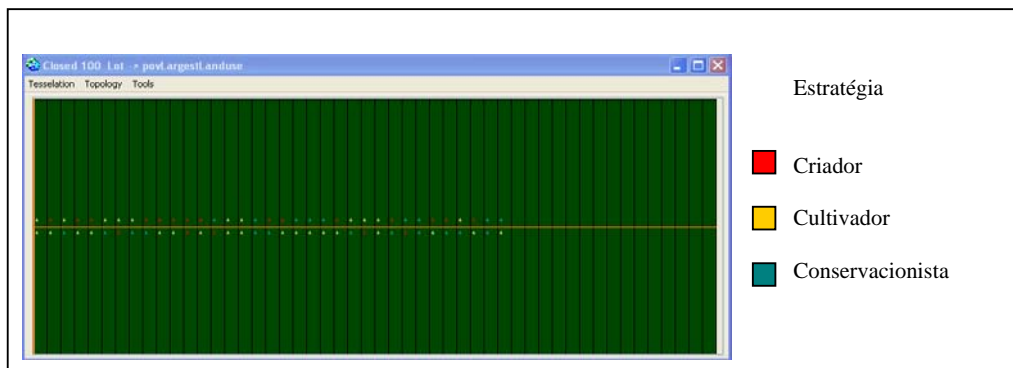 Closed 100 Lot -> povLargestLanduse
Tesselation Topology Tools
Estratégia
Criador
Cultivador
Conservacionista